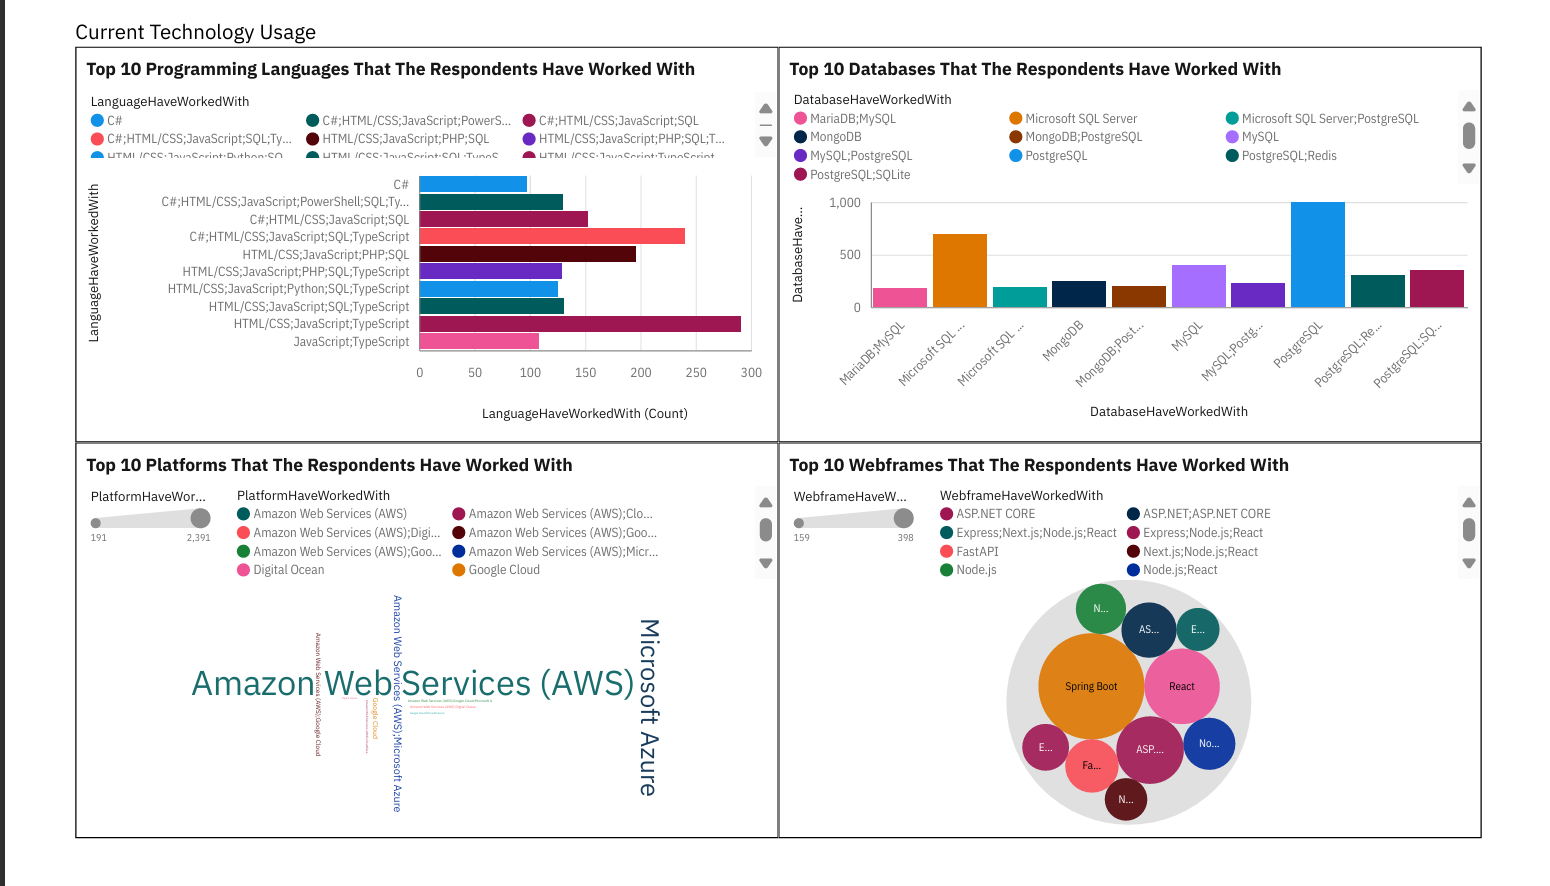 Current Technology Usage
Top 10 Programming Languages That The Respondents Have Worked With
LanguageHaveWorkedWith
C#
C#;HTML/CSS;JavaScript;PowerS...
C#;HTML/CSS;JavaScript;SQL
C#;HTML/CSS;JavaScript;SQL;Ty...
HTML/CSS;JavaScript;PHP;SQL
HTML/CSS;JavaScript;PHP;SQL;T...
LanguageHaveWorkedWith
C#
C#;HTML/CSS;JavaScript;PowerShell;SQL;Ty...
C#;HTML/CSS;JavaScript;SQL
C#;HTML/CSS;JavaScript;SQL;TypeScript
HTML/CSS;JavaScript;PHP;SQL
HTML/CSS;JavaScript;PHP;SQL;TypeScript
HTML/CSS;JavaScript;Python;SQL;TypeScript
HTML/CSS;JavaScript;SQL;TypeScript
HTML/CSS;JavaScript;TypeScript
JavaScript;TypeScript
0 50 100 150 200 250 300
LanguageHaveWorkedWith (Count)
Top 10 Databases That The Respondents Have Worked With
DatabaseHaveWorkedWith
MariaDB;MySQL
Microsoft SQL Server
Microsoft SQL Server;PostgreSQL
MongoDB
MongoDB;PostgreSQL
MySQL
MySQL;PostgreSQL
PostgreSQL
PostgreSQL;Redis
PostgreSQL;SQLite
DatabaseHave...
1,000
500
0
MariaDB;MySQL
Microsoft SQL ...
Microsoft SQL ...
MongoDB
MongoDB;Post...
MySQL
MySQL;Postg...
PostgreSQL
PostgreSQL;Re...
PostgreSQL;SQ...
DatabaseHaveWorkedWith
Top 10 Platforms That The Respondents Have Worked With
PlatformHaveWor...
191 2,391
PlatformHaveWorkedWith
Amazon Web Services (AWS)
Amazon Web Services (AWS);Clo...
Amazon Web Services (AWS);Digi...
Amazon Web Services (AWS);Goo...
Amazon Web Services (AWS);Goo...
Amazon Web Services (AWS);Micr...
Digital Ocean
Google Cloud
Amazon Web Services (AWS)
Microsoft Azure
Amazon Web Services (AWS);Microsoft Azure
Amazon Web Services (AWS);Google Cloud
Google Cloud
Top 10 Webframes That The Respondents Have Worked With
WebframeHaveW...
159 398
WebframeHaveWorkedWith
ASP.NET CORE
ASP.NET;ASP.NET CORE
Express;Next.js;Node.js;React
Express;Node.js;React
FastAPI
Next.js;Node.js;React
Node.js
Node.js;React
N...
AS...
E...
Spring Boot
React
E...
Fa...
ASP....
No...
N...